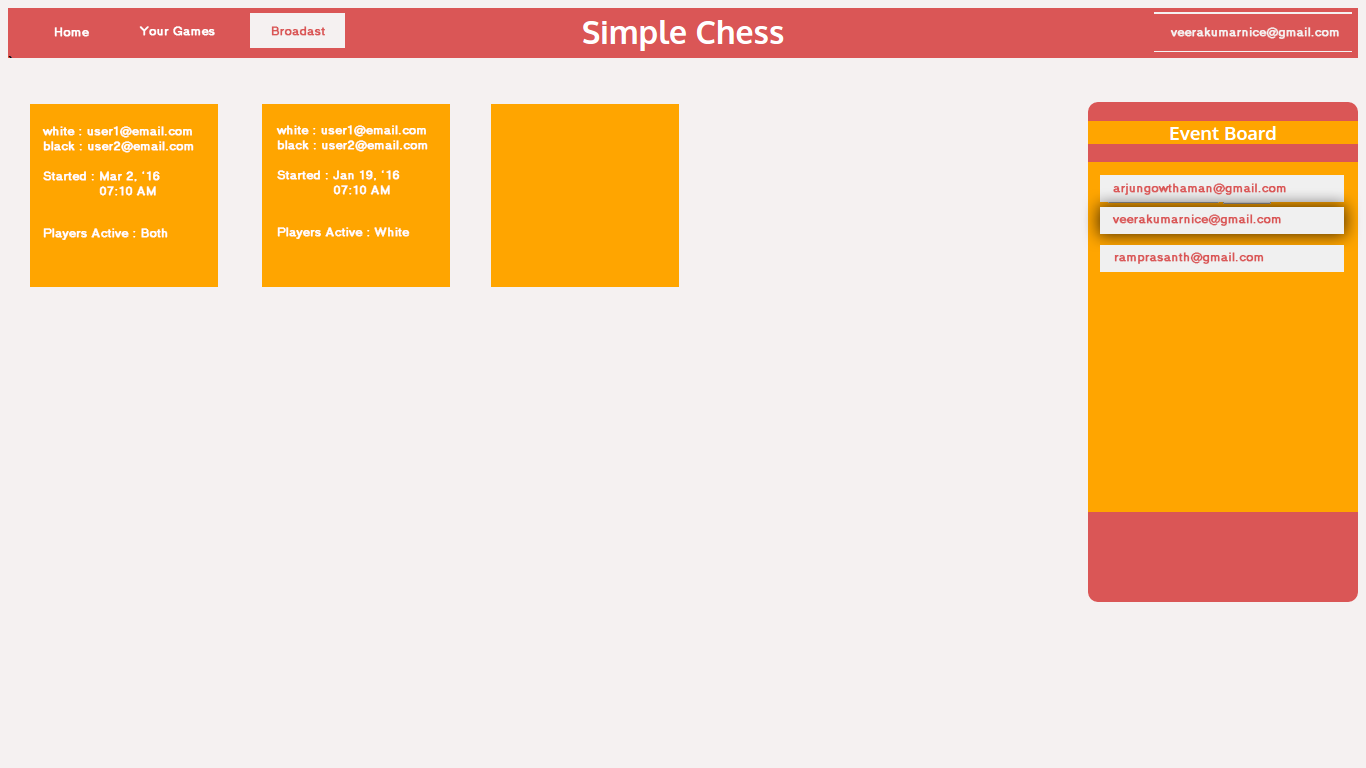 Home Your Games Broadast Simple Chess veerakumarnice@gmail.com
white : user1@email.com
black : user2@email.com
Started : Mar 2, '16
07:10 AM
Players Active : Both
white : user1@email.com
black : user2@email.com
Started : Jan 19, '16
07:10 AM
Players Active : White
Event Board
arjungowthaman@gmail.com
veerakumarnice@gmail.com
ramprasanth@gmail.com